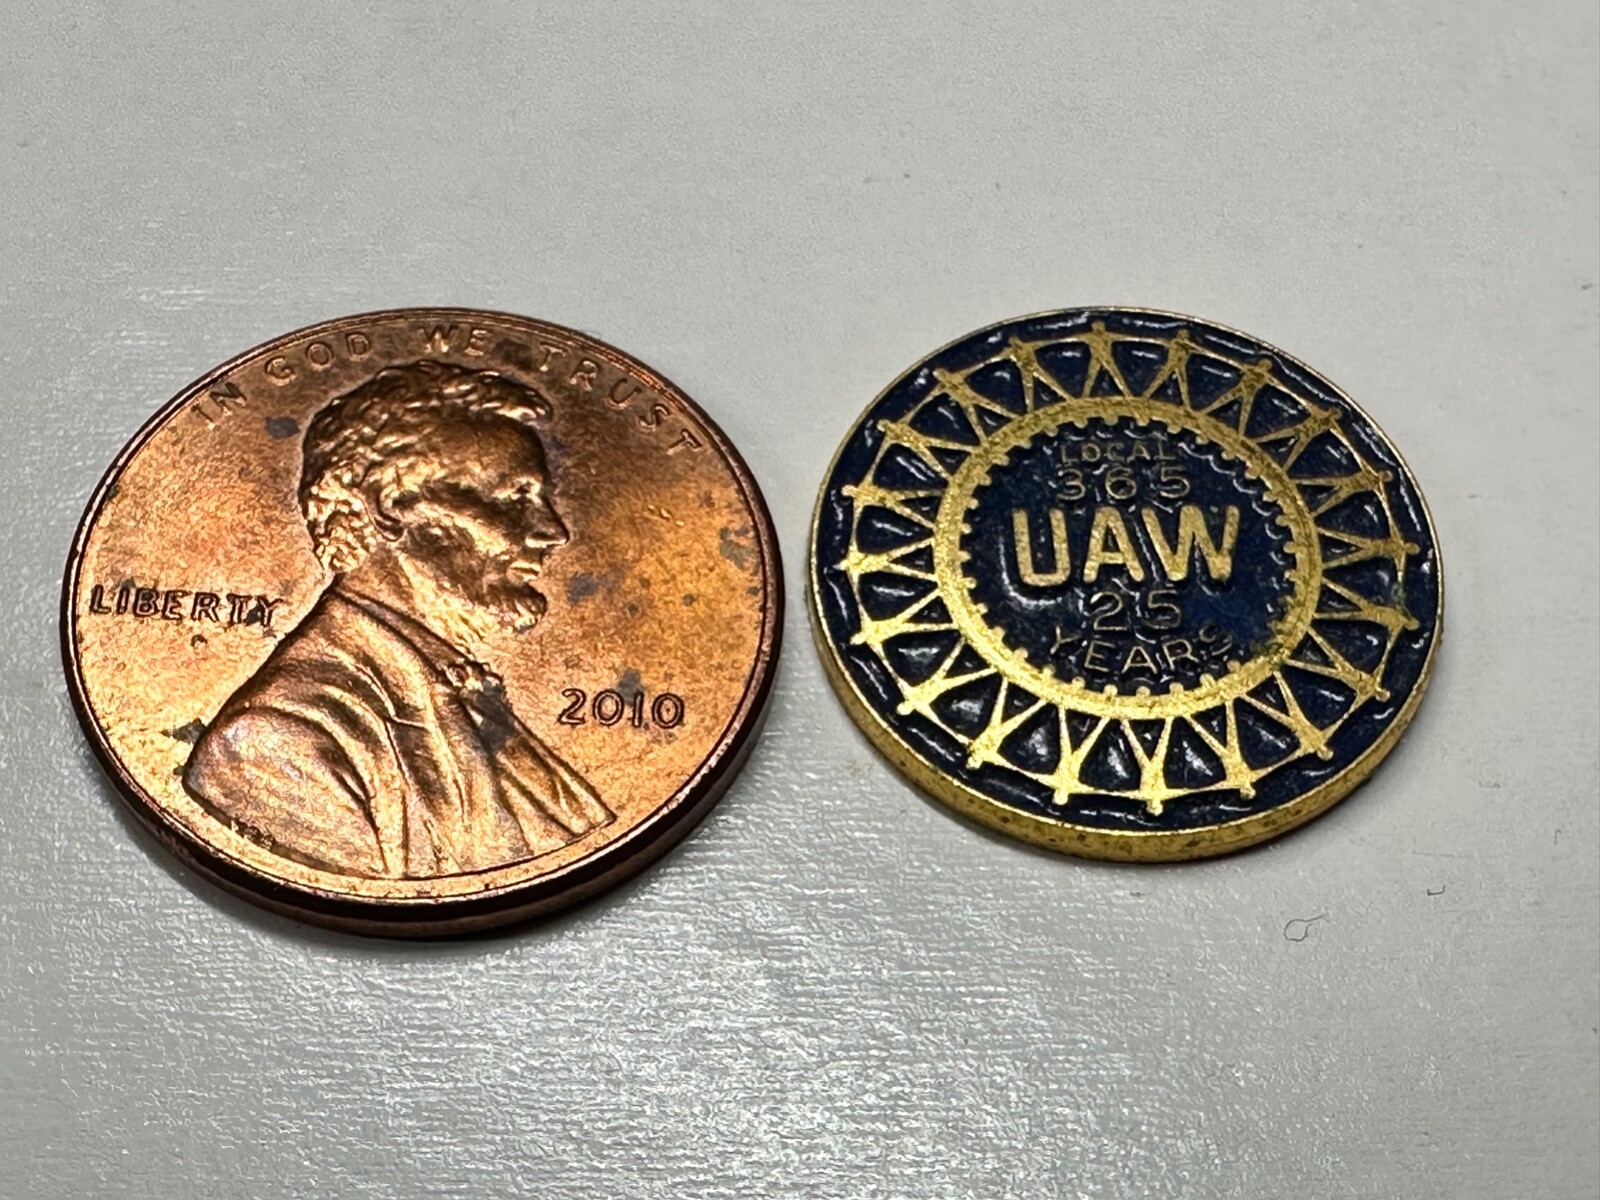 IN GOD WE TRUST
LIBERTY
2010
LOCAL
365
UAW
25
YEARS